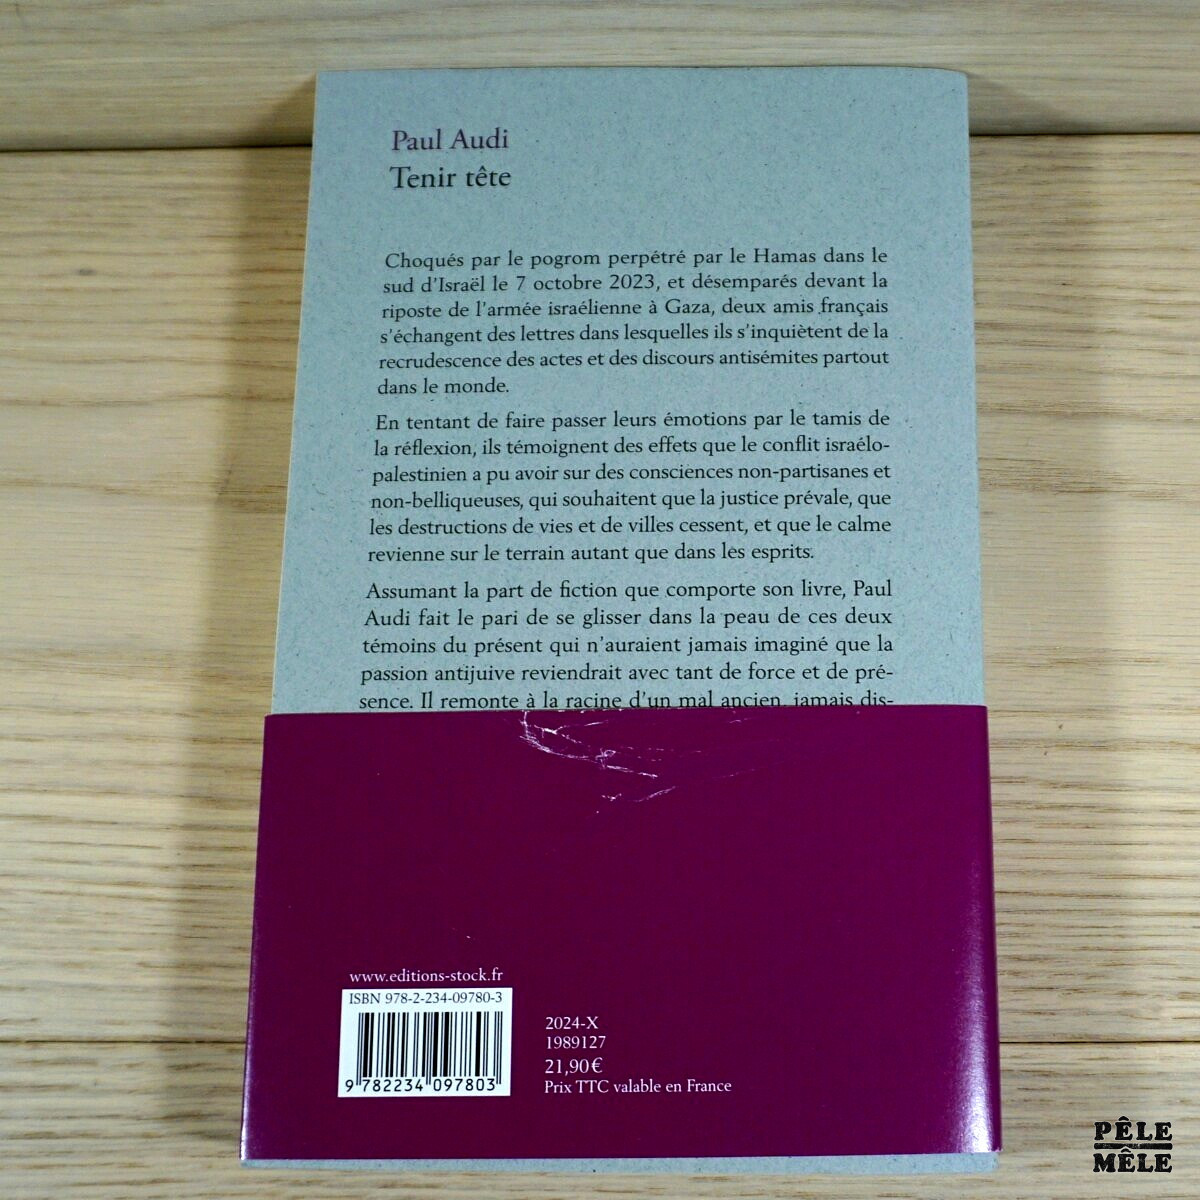 Paul Audi
Tenir tête
Choqués par le pogrom perpétré par le Hamas dans le
sud d'Israël le 7 octobre 2023, et désemparés devant la
riposte de l'armée israélienne à Gaza, deux amis français
s'échangent des lettres dans lesquelles ils s'inquiètent de la
recrudescence des actes et des discours antisémites partout
dans le monde.
En tentant de faire passer leurs émotions par le tamis de
la réflexion, ils témoignent des effets que le conflit israélo-
palestinien a pu avoir sur des consciences non-partisanes et
non-belliqueuses, qui souhaitent que la justice prévale, que
les destructions de vies et de villes cessent, et que le calme
revienne sur le terrain autant que dans les esprits.
Assumant la part de fiction que comporte son livre, Paul
Audi fait le pari de se glisser dans la peau de ces deux
témoins du présent qui n'auraient jamais imaginé que la
passion antijuive reviendrait avec tant de force et de pré-
sence. Il remonte à la racine d'un mal ancien, jamais dis-
www.editions-stock.fr
ISBN 978-2-234-09780-3
9 782234 097803
2024-X
1989127
21,90 €
Prix TTC valable en France
PÊLE
MÊLE